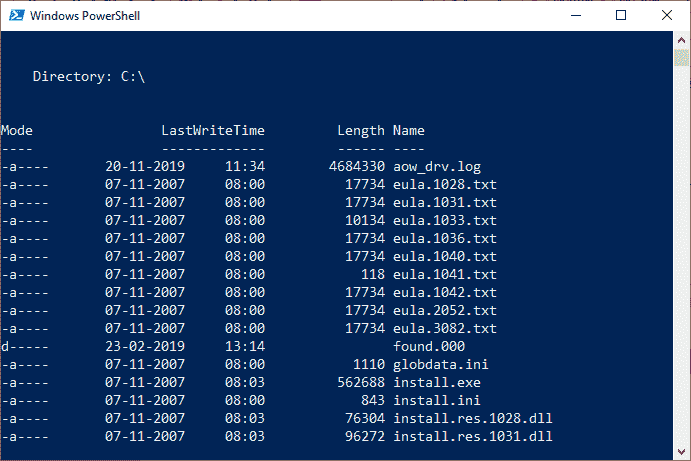 Windows PowerShell
Directory: C:\
Mode LastWriteTime Length Name
---- ------------- ------ ----
-a---- 20-11-2019 11:34 4684330 aow_drv.log
-a---- 07-11-2007 08:00 17734 eula.1028.txt
-a---- 07-11-2007 08:00 17734 eula.1031.txt
-a---- 07-11-2007 08:00 10134 eula.1033.txt
-a---- 07-11-2007 08:00 17734 eula.1036.txt
-a---- 07-11-2007 08:00 17734 eula.1040.txt
-a---- 07-11-2007 08:00 118 eula.1041.txt
-a---- 07-11-2007 08:00 17734 eula.1042.txt
-a---- 07-11-2007 08:00 17734 eula.2052.txt
-a---- 07-11-2007 08:00 17734 eula.3082.txt
d----- 23-02-2019 13:14 found.000
-a---- 07-11-2007 08:00 1110 globdata.ini
-a---- 07-11-2007 08:03 562688 install.exe
-a---- 07-11-2007 08:00 843 install.ini
-a---- 07-11-2007 08:03 76304 install.res.1028.dll
-a---- 07-11-2007 08:03 96272 install.res.1031.dll